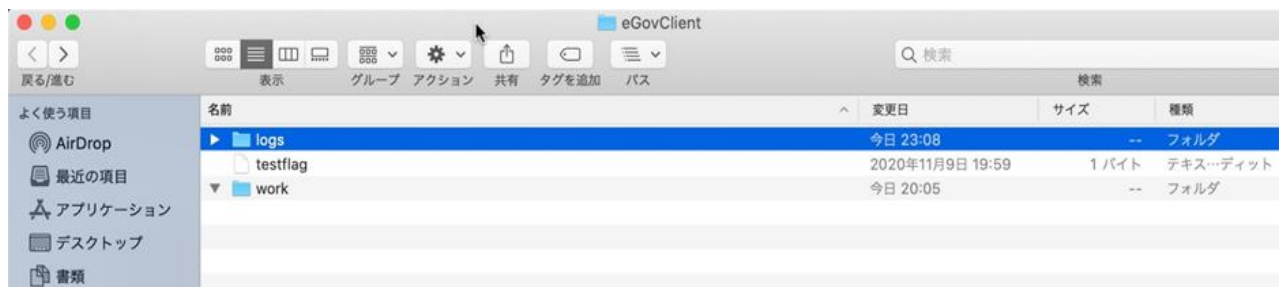 eGovClient
検索
戻る/進む 表示 グループ アクション 共有 タグを追加 パス 検索
よく使う項目
AirDrop
最近の項目
アプリケーション
デスクトップ
書類
名前 変更日 サイズ 種類
logs 今日 23:08 -- フォルダ
testflag 2020年11月9日 19:59 1 バイト テキス…ディット
work 今日 20:05 -- フォルダ